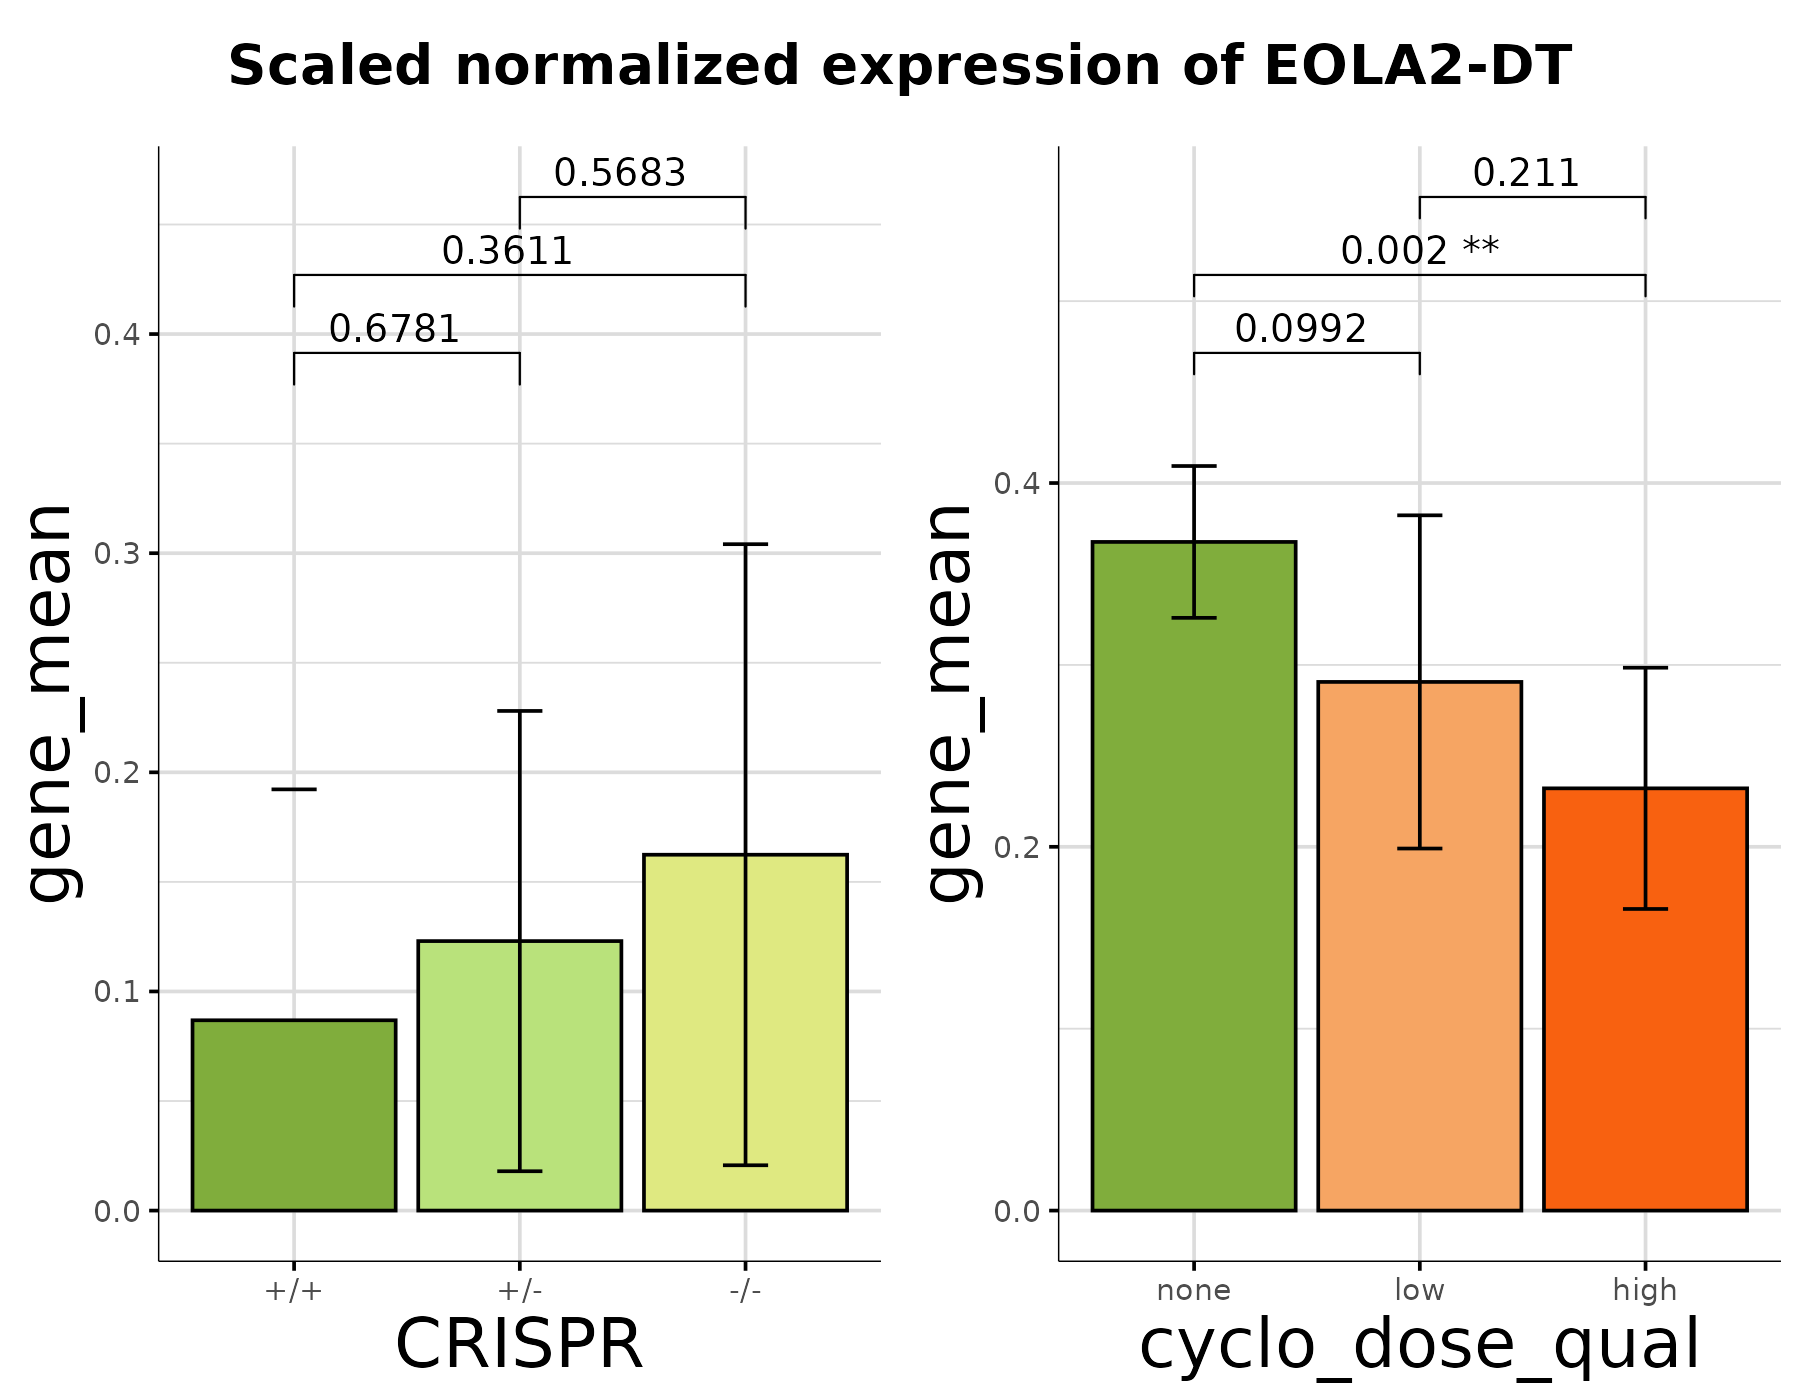 Scaled normalized expression of EOLA2-DT
gene_mean
0.4
0.3
0.2
0.1
0.0
0.5683
0.3611
0.6781
+/+
+/-
-/-
CRISPR
gene_mean
0.4
0.2
0.0
0.211
0.002 **
0.0992
none
low
high
cyclo_dose_qual